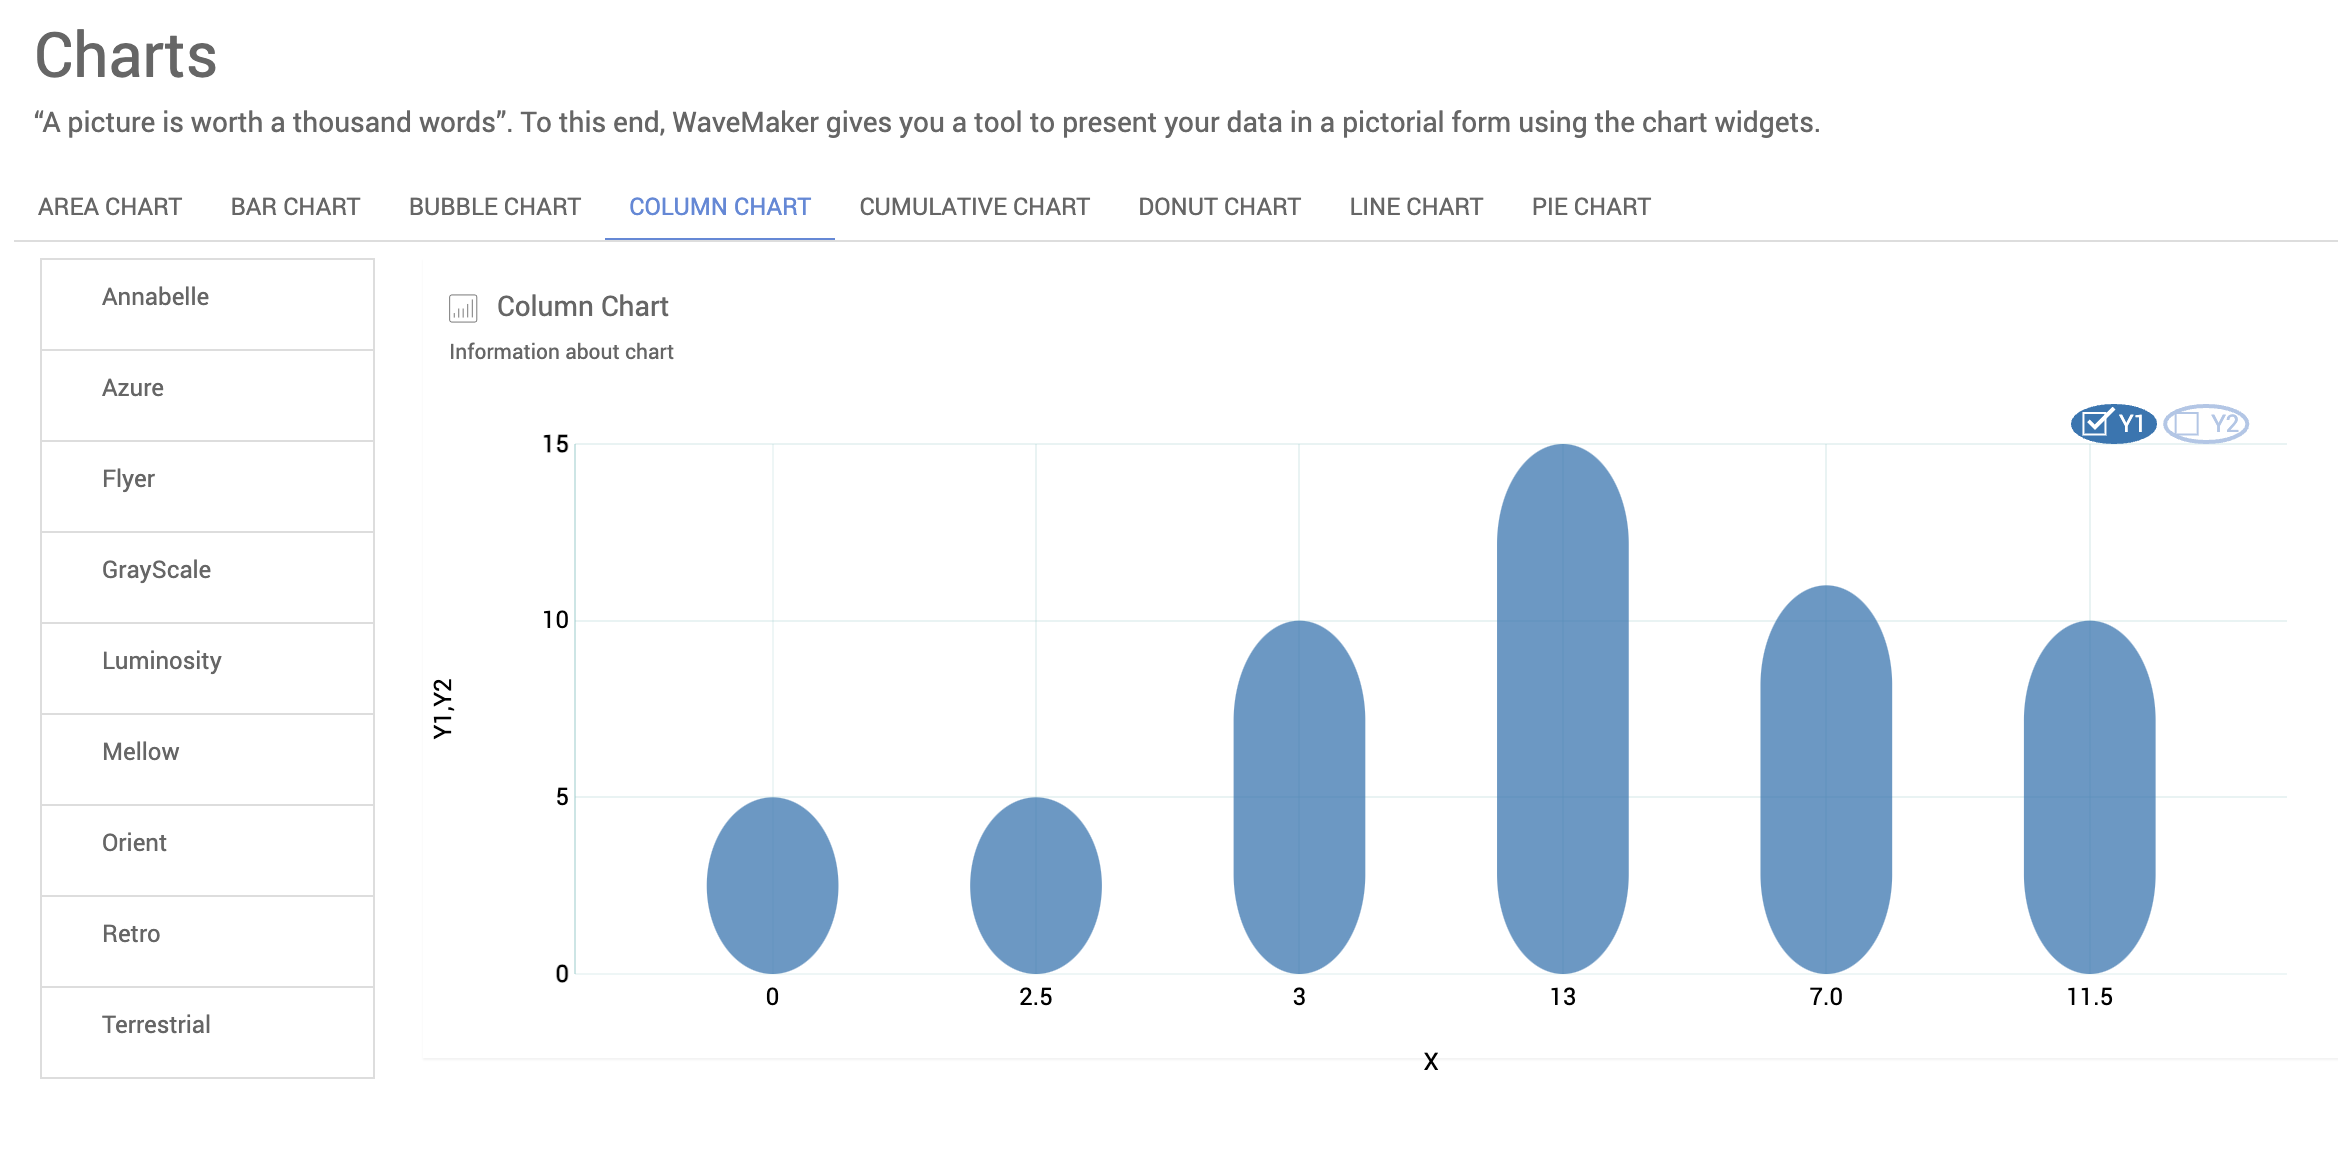 Charts
“A picture is worth a thousand words”. To this end, WaveMaker gives you a tool to present your data in a pictorial form using the chart widgets.
AREA CHART BAR CHART BUBBLE CHART COLUMN CHART CUMULATIVE CHART DONUT CHART LINE CHART PIE CHART
Annabelle
Azure
Flyer
GrayScale
Luminosity
Mellow
Orient
Retro
Terrestrial
Column Chart
Information about chart
Y1 Y2
15
10
5
0
Y1,Y2
0 2.5 3 13 7.0 11.5
X